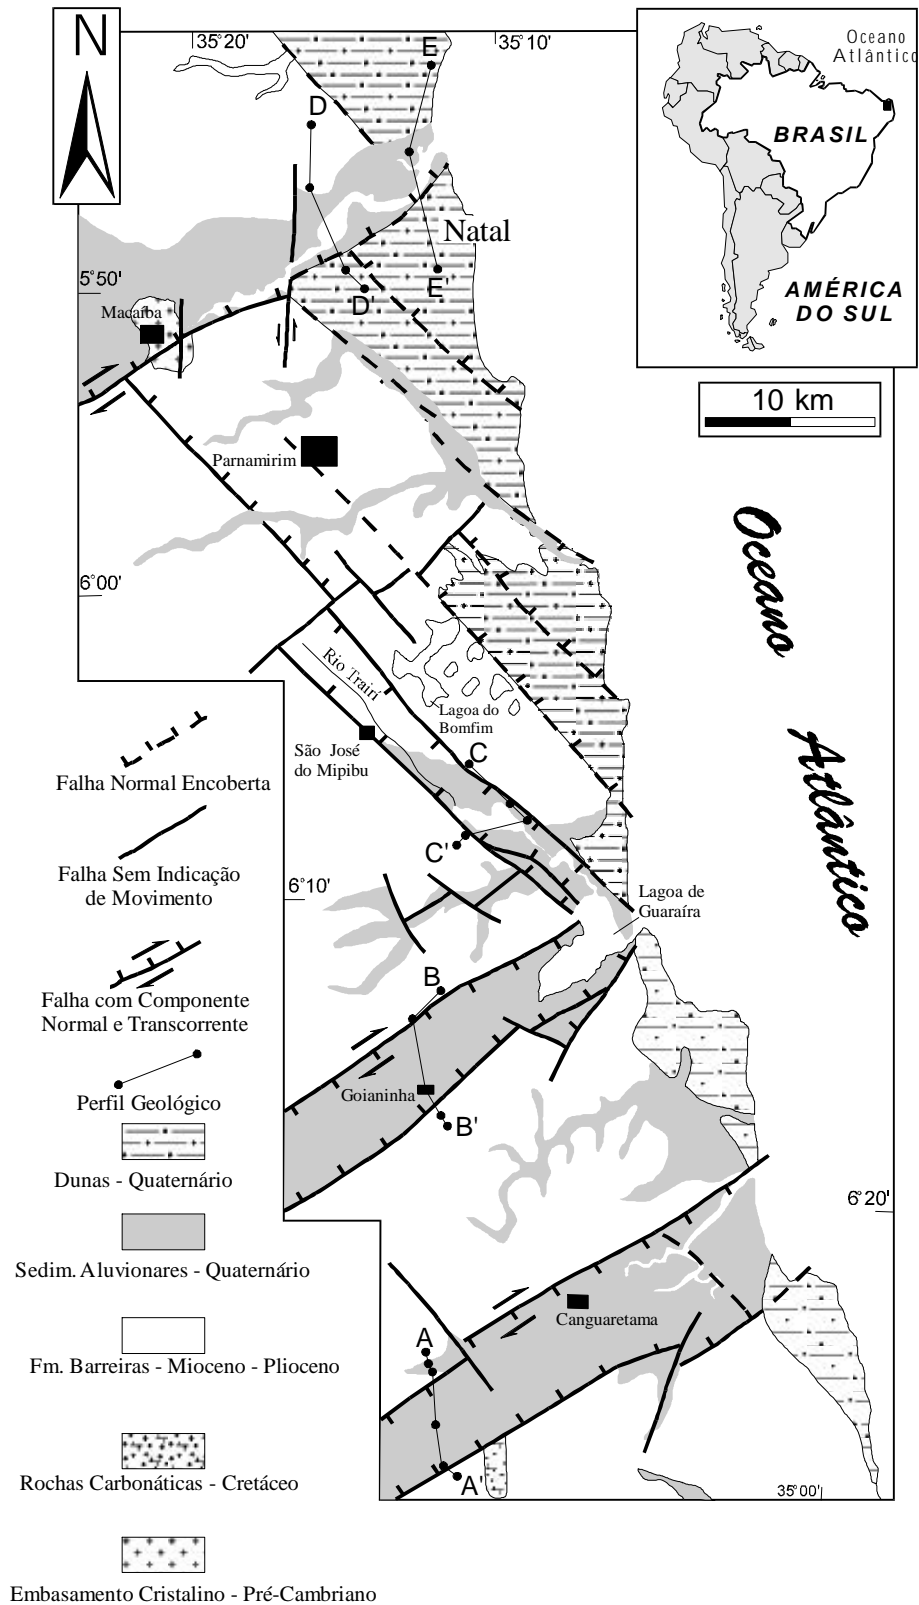 N
35°20'
35°10'
E
D
Natal
5°50'
Macaíba
D'
E'
Oceano
Atlântico
BRASIL
AMÉRICA
DO SUL
10 km
Parnamirim
Oceano
Atlântico
6°00'
Rio Trairí
Lagoa do
Bomfim
São José
do Mipibu
C
C'
6°10'
Lagoa de
Guaraíra
B
Goianinha
B'
6°20'
Canguaretama
A
A'
35°00'
Falha Normal Encoberta
Falha Sem Indicação
de Movimento
Falha com Componente
Normal e Transcorrente
Perfil Geológico
Dunas - Quaternário
Sedim. Aluvionares - Quaternário
Fm. Barreiras - Mioceno - Plioceno
Rochas Carbonáticas - Cretáceo
Embasamento Cristalino - Pré-Cambriano